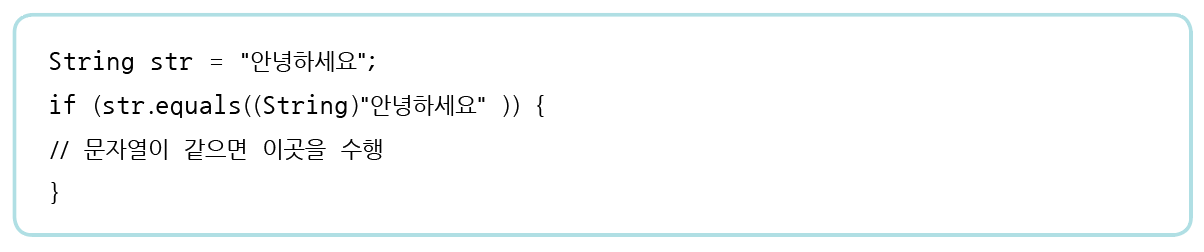 String str = "안녕하세요";
if (str.equals((String)"안녕하세요" )) {
// 문자열이 같으면 이곳을 수행
}